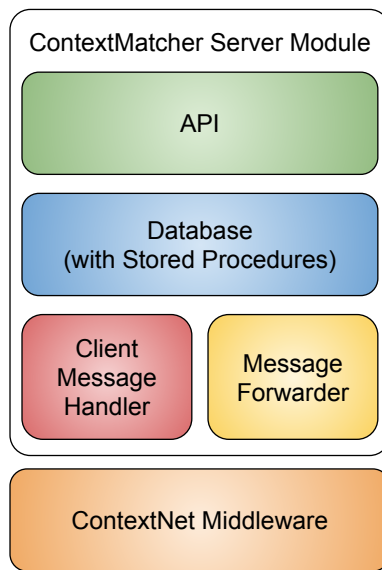 ContextMatcher Server Module
API
Database
(with Stored Procedures)
Client
Message
Handler
Message
Forwarder
ContextNet Middleware